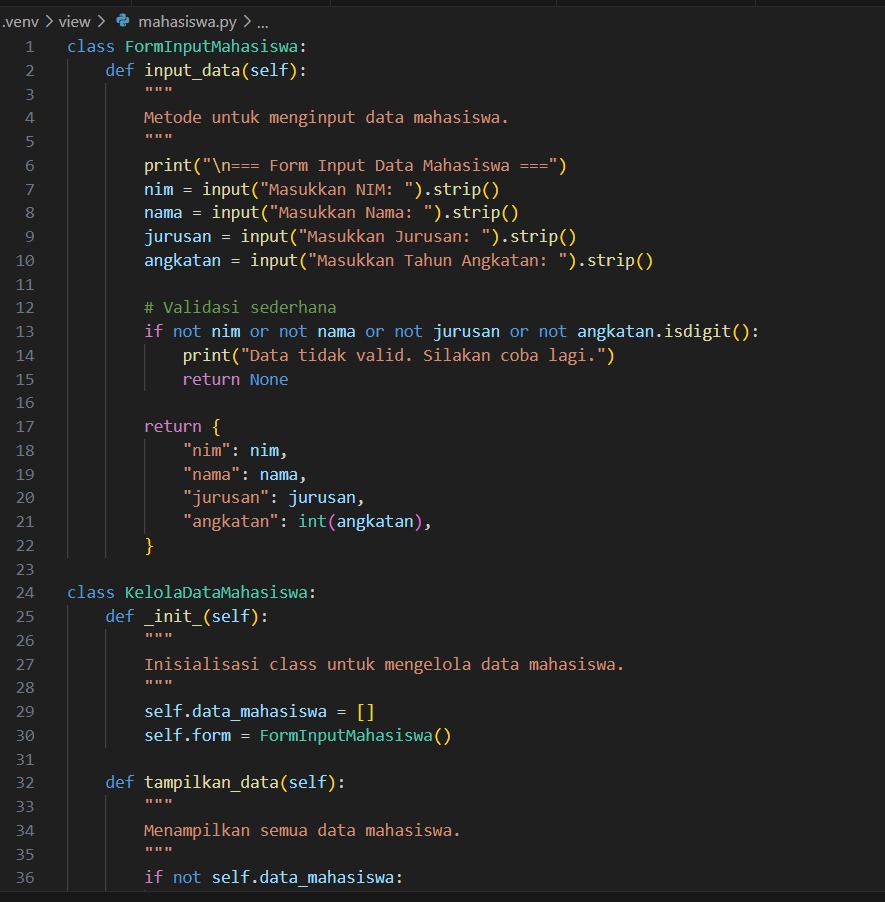 .venv > view > mahasiswa.py > ...
1 class FormInputMahasiswa:
2     def input_data(self):
3         """
4         Metode untuk menginput data mahasiswa.
5         """
6         print("\n=== Form Input Data Mahasiswa ===")
7         nim = input("Masukkan NIM: ").strip()
8         nama = input("Masukkan Nama: ").strip()
9         jurusan = input("Masukkan Jurusan: ").strip()
10         angkatan = input("Masukkan Tahun Angkatan: ").strip()
11
12         # Validasi sederhana
13         if not nim or not nama or not jurusan or not angkatan.isdigit():
14             print("Data tidak valid. Silakan coba lagi.")
15             return None
16
17         return {
18             "nim": nim,
19             "nama": nama,
20             "jurusan": jurusan,
21             "angkatan": int(angkatan),
22         }
23
24 class KelolaDataMahasiswa:
25     def _init_(self):
26         """
27         Inisialisasi class untuk mengelola data mahasiswa.
28         """
29         self.data_mahasiswa = []
30         self.form = FormInputMahasiswa()
31
32     def tampilkan_data(self):
33         """
34         Menampilkan semua data mahasiswa.
35         """
36         if not self.data_mahasiswa: